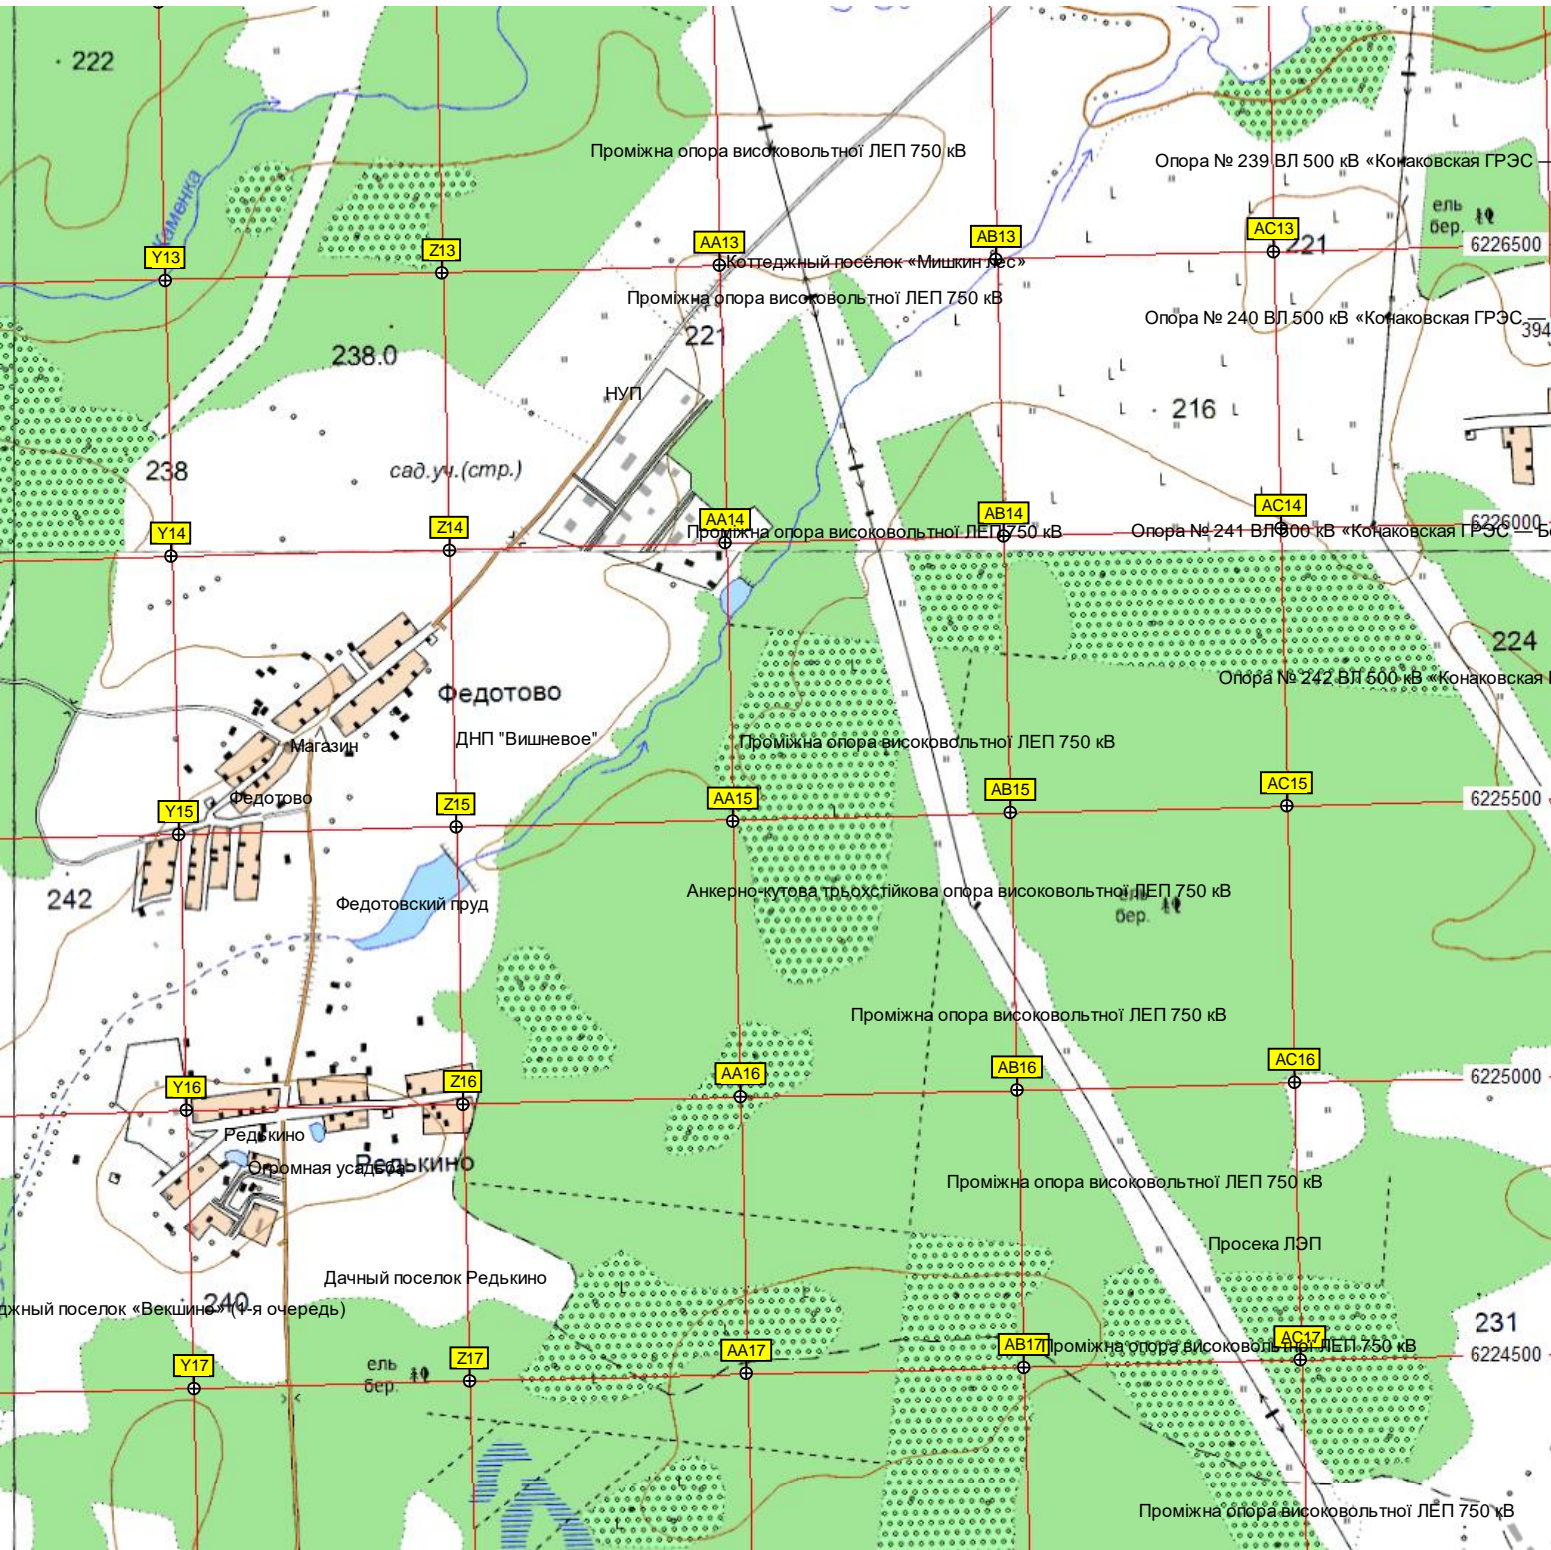 222
Проміжна опора високовольтної ЛЕП 750 кВ
Опора № 239 ВЛ 500 кВ «Конаковская ГРЭС —
Каменка
ель
бер.
Y13
Z13
AA13
AB13
AC13
221
6226500
Коттеджный посёлок «Мишкин лес»
Проміжна опора високовольтної ЛЕП 750 кВ
Опора № 240 ВЛ 500 кВ «Конаковская ГРЭС —
394
221
238.0
НУП
216
238
сад.уч.(стр.)
Y14
Z14
AA14
AB14
AC14
6226000
Проміжна опора високовольтної ЛЕП 750 кВ
Опора № 241 ВЛ 500 кВ «Конаковская ГРЭС — Б
224
Опора № 242 ВЛ 500 кВ «Конаковская
Федотово
ДНП "Вишневое"
Магазин
Проміжна опора високовольтної ЛЕП 750 кВ
Федотово
Y15
Z15
AA15
AB15
AC15
6225500
242
Федотовский пруд
Анкерно-кутова трьохстійкова опора високовольтної ЛЕП 750 кВ
ель
бер.
Проміжна опора високовольтної ЛЕП 750 кВ
Y16
Z16
AA16
AB16
AC16
6225000
Редькино
Редькино
Огромная усадьба
Проміжна опора високовольтної ЛЕП 750 кВ
Просека ЛЭП
Дачный поселок Редькино
240
джный поселок «Векшино» (1-я очередь)
231
Y17
Z17
AA17
AB17
AC17
6224500
Проміжна опора високовольтної ЛЕП 750 кВ
ель
бер.
Проміжна опора високовольтної ЛЕП 750 кВ